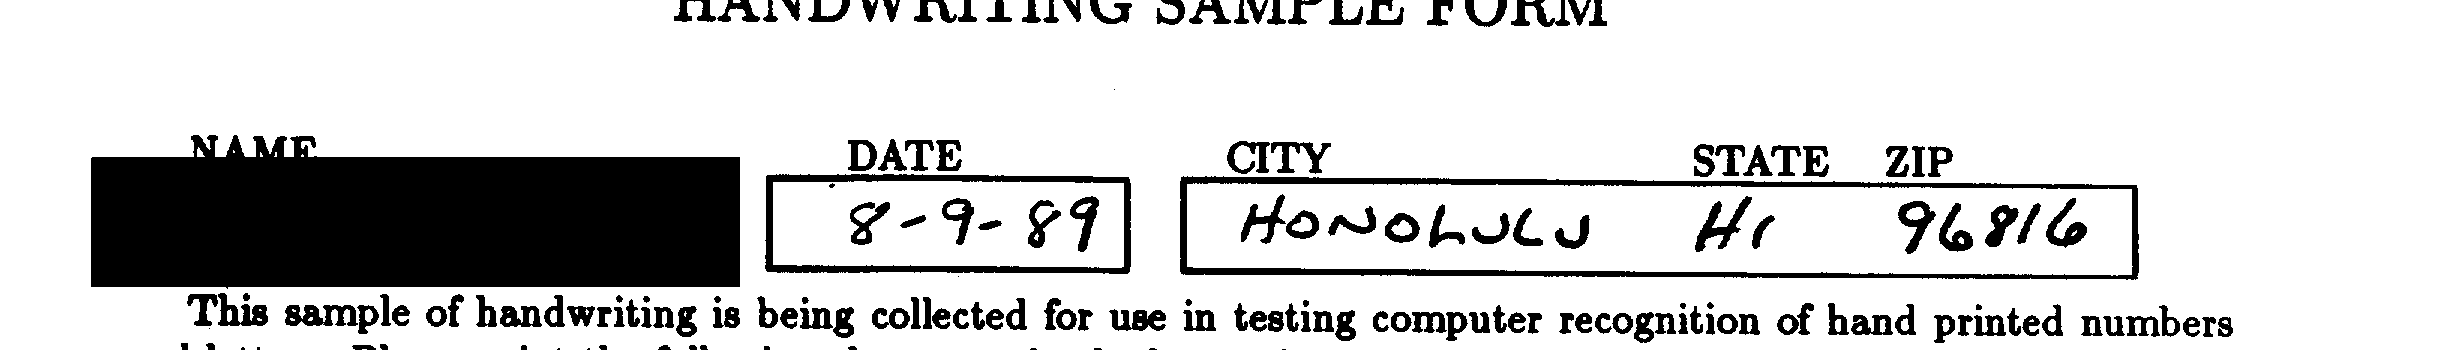 HANDWRITING SAMPLE FORM
NAME DATE CITY STATE ZIP
8-9-89 HONOLULU HI 96816
This sample of handwriting is being collected for use in testing computer recognition of hand printed numbers